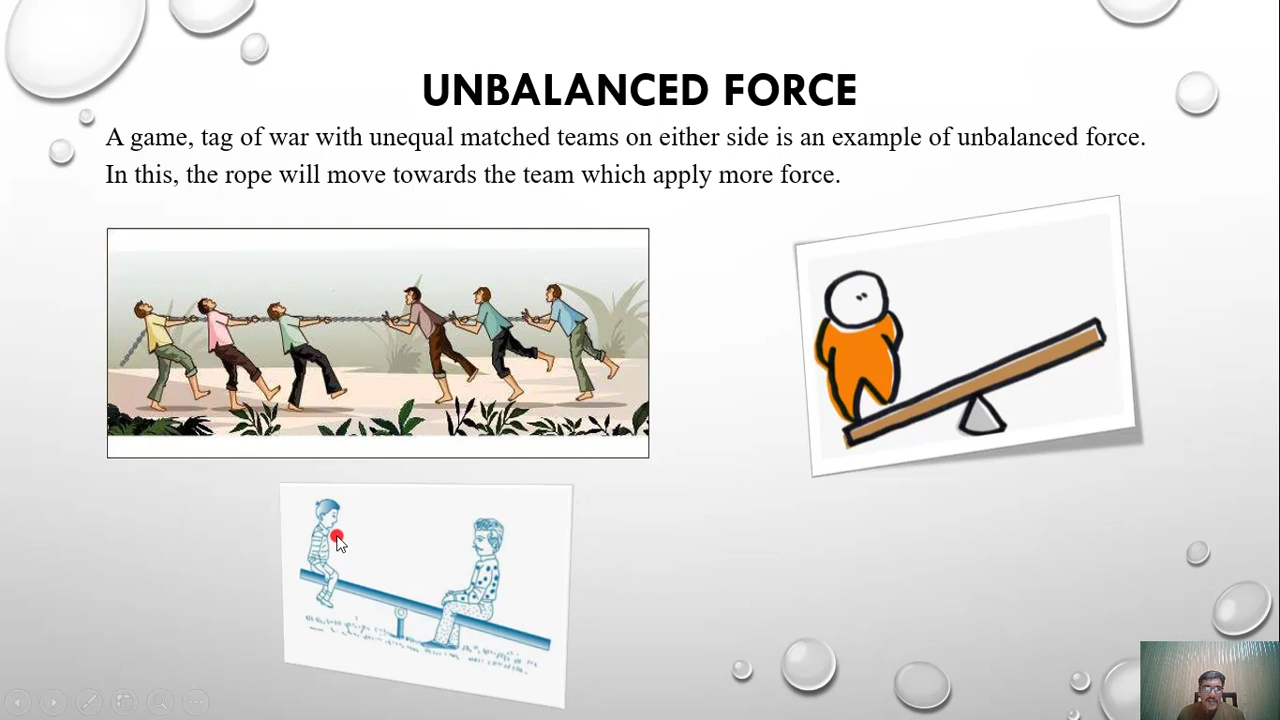 UNBALANCED FORCE
A game, tag of war with unequal matched teams on either side is an example of unbalanced force.
In this, the rope will move towards the team which apply more force.